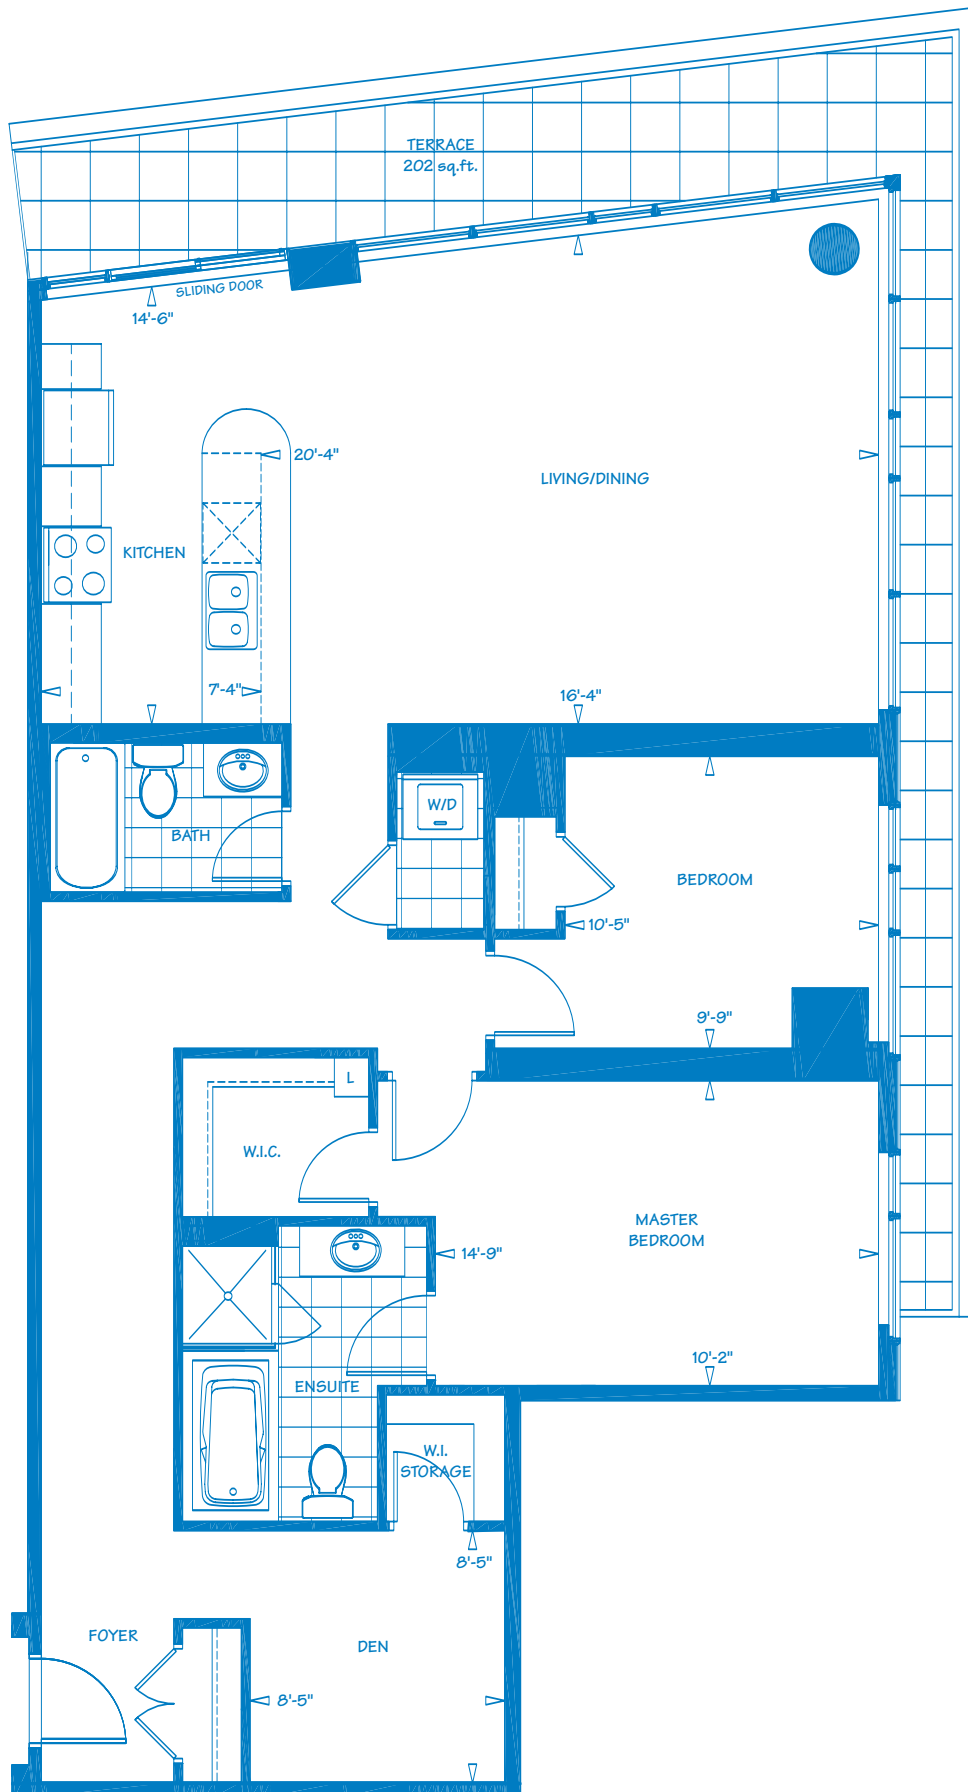 TERRACE
202 sq.ft.
SLIDING DOOR
14'-6"
20'-4"
LIVING/DINING
KITCHEN
7'-4"
16'-4"
W/D
BATH
BEDROOM
10'-5"
9'-9"
L
W.I.C.
MASTER
BEDROOM
14'-9"
10'-2"
ENSUITE
W.I.
STORAGE
8'-5"
FOYER
DEN
8'-5"